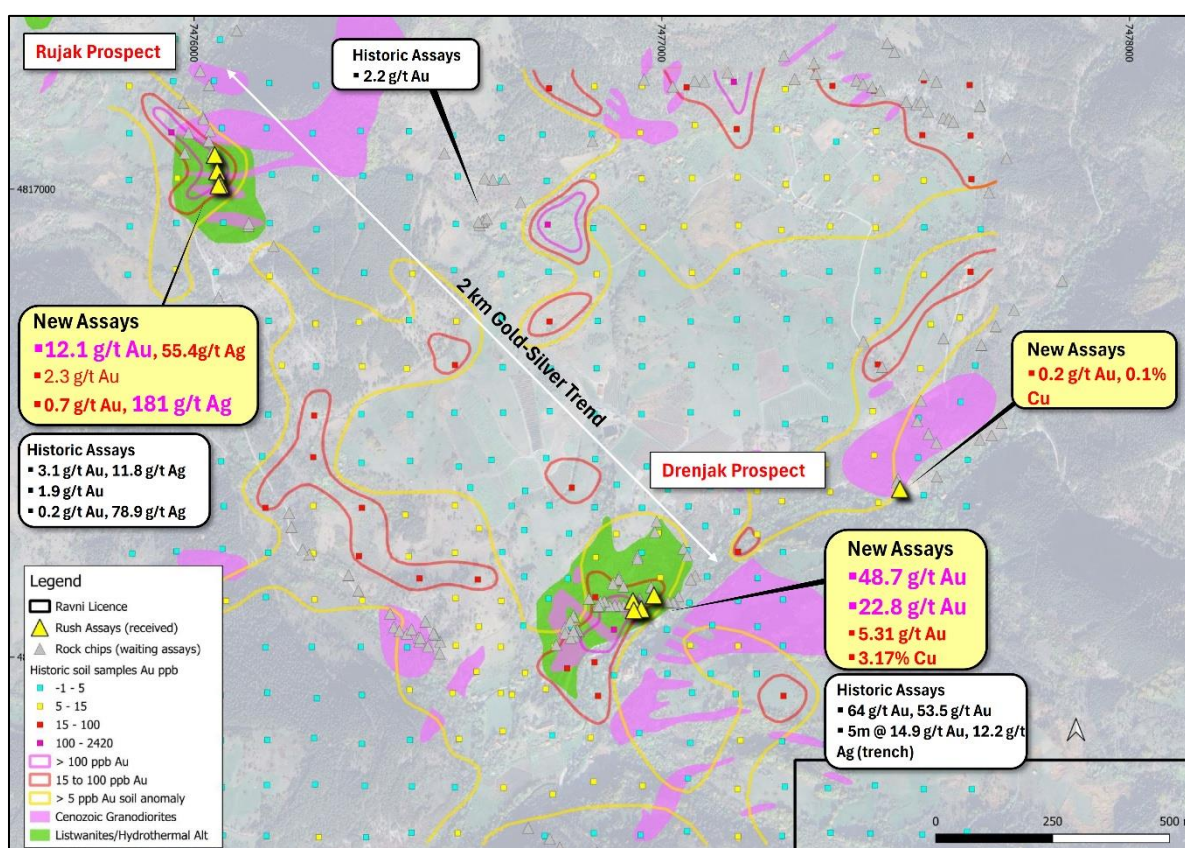 7476000
7477000
7478000
Rujak Prospect
Historic Assays
▪ 2.2 g/t Au
4817000
2 km Gold-Silver Trend
New Assays
▪12.1 g/t Au, 55.4g/t Ag
▪ 2.3 g/t Au
▪ 0.7 g/t Au, 181 g/t Ag
Historic Assays
▪ 3.1 g/t Au, 11.8 g/t Ag
▪ 1.9 g/t Au
▪ 0.2 g/t Au, 78.9 g/t Ag
New Assays
▪ 0.2 g/t Au, 0.1%
Cu
Drenjak Prospect
New Assays
▪48.7 g/t Au
▪22.8 g/t Au
▪ 5.31 g/t Au
▪ 3.17% Cu
Historic Assays
▪ 64 g/t Au, 53.5 g/t Au
▪ 5m @ 14.9 g/t Au, 12.2 g/t
Ag (trench)
Legend
Ravni Licence
Rush Assays (received)
Rock chips (waiting assays)
Historic soil samples Au ppb
-1 - 5
5 - 15
15 - 100
100 - 2420
> 100 ppb Au
15 to 100 ppb Au
> 5 ppb Au soil anomaly
Cenozoic Granodiorites
Listwanites/Hydrothermal Alt
0 250 500